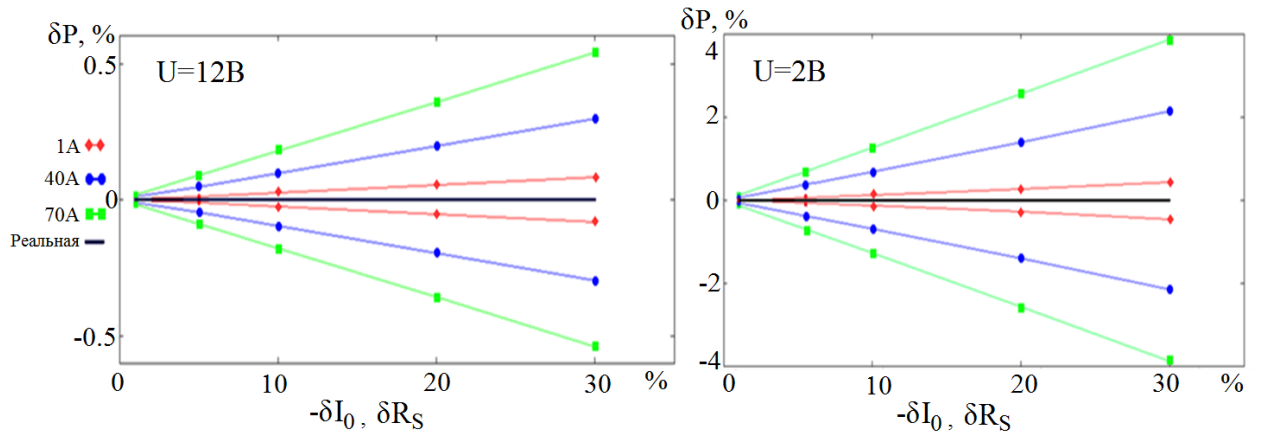 δP, %
0.5
0
-0.5
U=12В
1А
40А
70А
Реальная
0 10 20 30 %
-δI₀ , δRₛ
δP, %
4
2
0
-2
-4
U=2В
0 10 20 30 %
-δI₀ , δRₛ